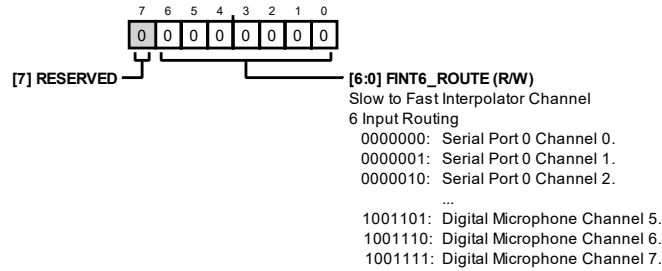 7 6 5 4 3 2 1 0
0 0 0 0 0 0 0 0
[7] RESERVED
[6:0] FINT6_ROUTE (R/W)
Slow to Fast Interpolator Channel
6 Input Routing
0000000: Serial Port 0 Channel 0.
0000001: Serial Port 0 Channel 1.
0000010: Serial Port 0 Channel 2.
...
1001101: Digital Microphone Channel 5.
1001110: Digital Microphone Channel 6.
1001111: Digital Microphone Channel 7.